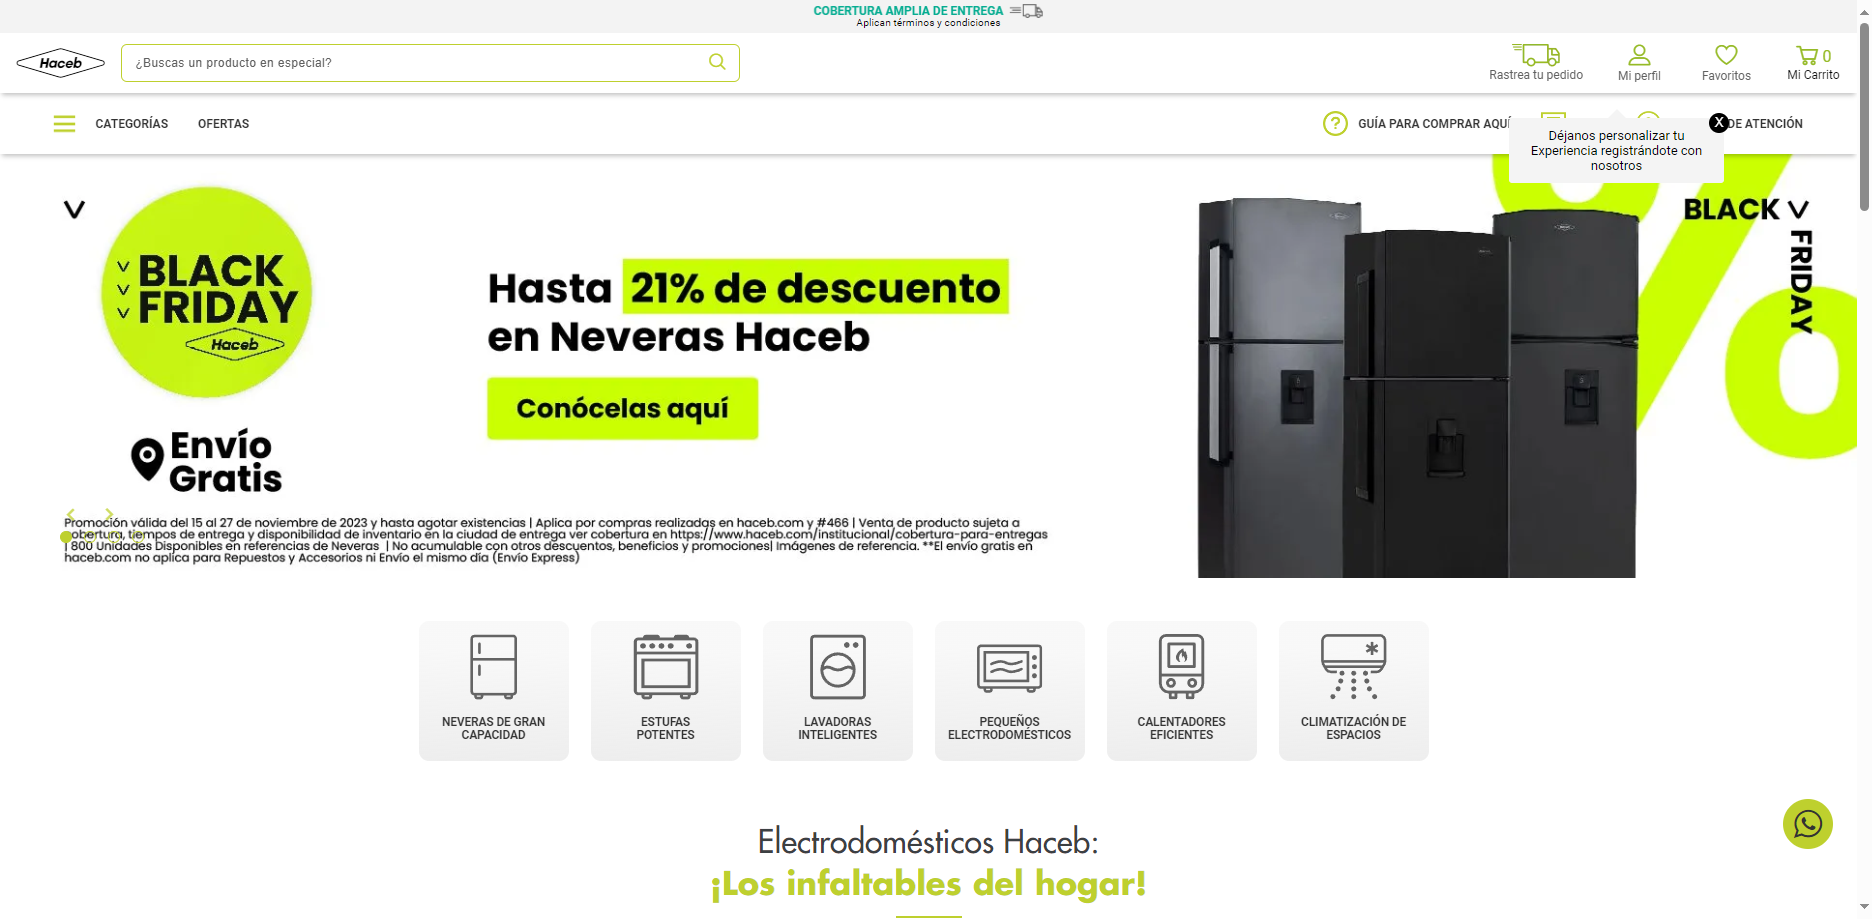 COBERTURA AMPLIA DE ENTREGA
Aplican términos y condiciones
Haceb
¿Buscas un producto en especial?
Rastrea tu pedido
Mi perfil
Favoritos
0
Mi Carrito
CATEGORÍAS
OFERTAS
GUÍA PARA COMPRAR AQUÍ
DE ATENCIÓN
X
Déjanos personalizar tu
Experiencia registrándote con
nosotros
BLACK
FRIDAY
Haceb
Envío
Gratis
Hasta 21% de descuento
en Neveras Haceb
Conócelas aquí
BLACK
FRIDAY
%
Promoción válida del 15 al 27 de noviembre de 2023 y hasta agotar existencias | Aplica por compras realizadas en haceb.com y #466 | Venta de producto sujeta a
cobertura, tiempos de entrega y disponibilidad de inventario en la ciudad de entrega ver cobertura en https://www.haceb.com/institucional/cobertura-para-entregas
| 800 Unidades Disponibles en referencias de Neveras | No acumulable con otros descuentos, beneficios y promociones| Imágenes de referencia. **El envío gratis en
haceb.com no aplica para Repuestos y Accesorios ni Envío el mismo día (Envío Express)
NEVERAS DE GRAN
CAPACIDAD
ESTUFAS
POTENTES
LAVADORAS
INTELIGENTES
PEQUEÑOS
ELECTRODOMÉSTICOS
CALENTADORES
EFICIENTES
CLIMATIZACIÓN DE
ESPACIOS
Electrodomésticos Haceb:
¡Los infaltables del hogar!